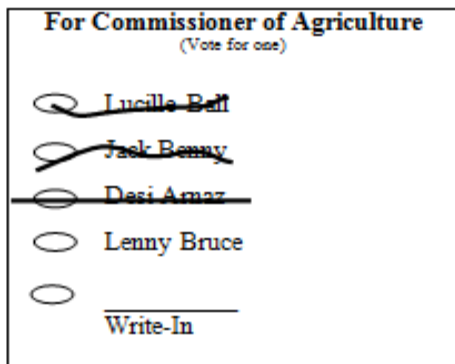 For Commissioner of Agriculture
(Vote for one)
Lucille Ball
Jack Benny
Desi Arnaz
Lenny Bruce
Write-In